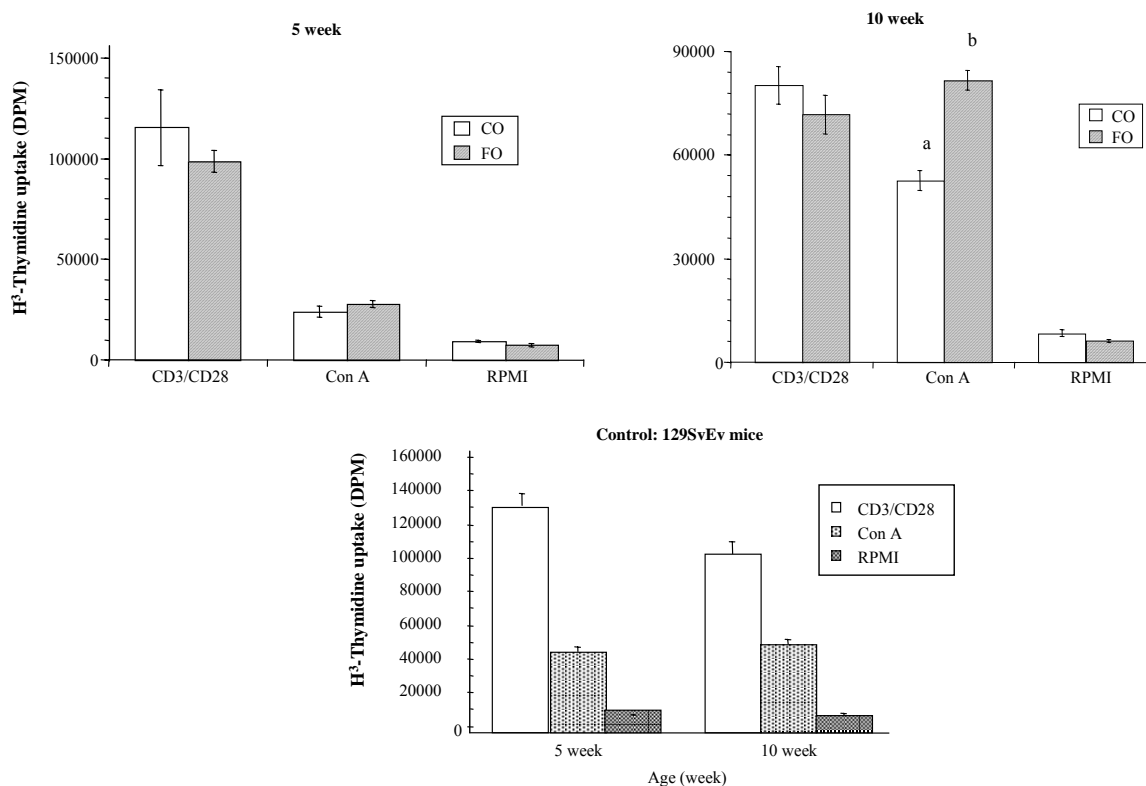 5 week
H³-Thymidine uptake (DPM)
150000
100000
50000
0
CO
FO
CD3/CD28
Con A
RPMI
10 week
90000
60000
30000
0
a
b
CO
FO
CD3/CD28
Con A
RPMI
Control: 129SvEv mice
H³-Thymidine uptake (DPM)
160000
140000
120000
100000
80000
60000
40000
20000
0
CD3/CD28
Con A
RPMI
5 week
10 week
Age (week)